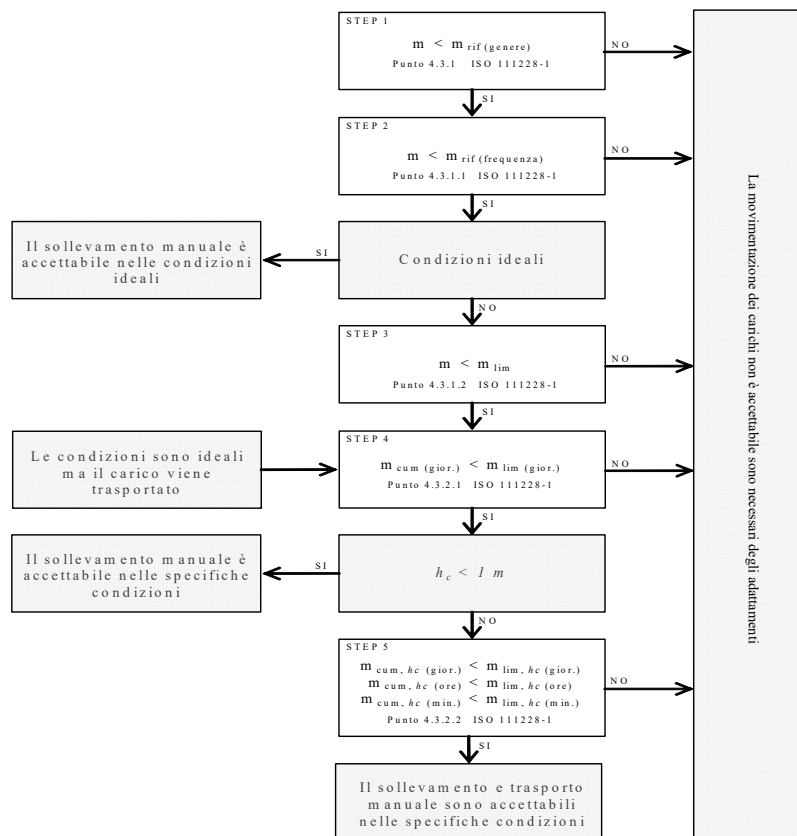 STEP 1
m < m rif (genere)
Punto 4.3.1 ISO 111228-1
NO
SI
STEP 2
m < m rif (frequenza)
Punto 4.3.1.1 ISO 111228-1
NO
SI
Il sollevamento manuale è
accettabile nelle condizioni
ideali
SI
Condizioni ideali
NO
STEP 3
m < m lim
Punto 4.3.1.2 ISO 111228-1
NO
SI
Le condizioni sono ideali
ma il carico viene
trasportato
STEP 4
m cum (gior.) < m lim (gior.)
Punto 4.3.2.1 ISO 111228-1
NO
SI
Il sollevamento manuale è
accettabile nelle specifiche
condizioni
SI
h c < 1 m
NO
STEP 5
m cum, hc (gior.) < m lim, hc (gior.)
m cum, hc (ore) < m lim, hc (ore)
m cum, hc (min.) < m lim, hc (min.)
Punto 4.3.2.2 ISO 111228-1
NO
SI
Il sollevamento e trasporto
manuale sono accettabili
nelle specifiche condizioni
La movimentazione dei carichi non è accettabile sono necessari degli adattamenti